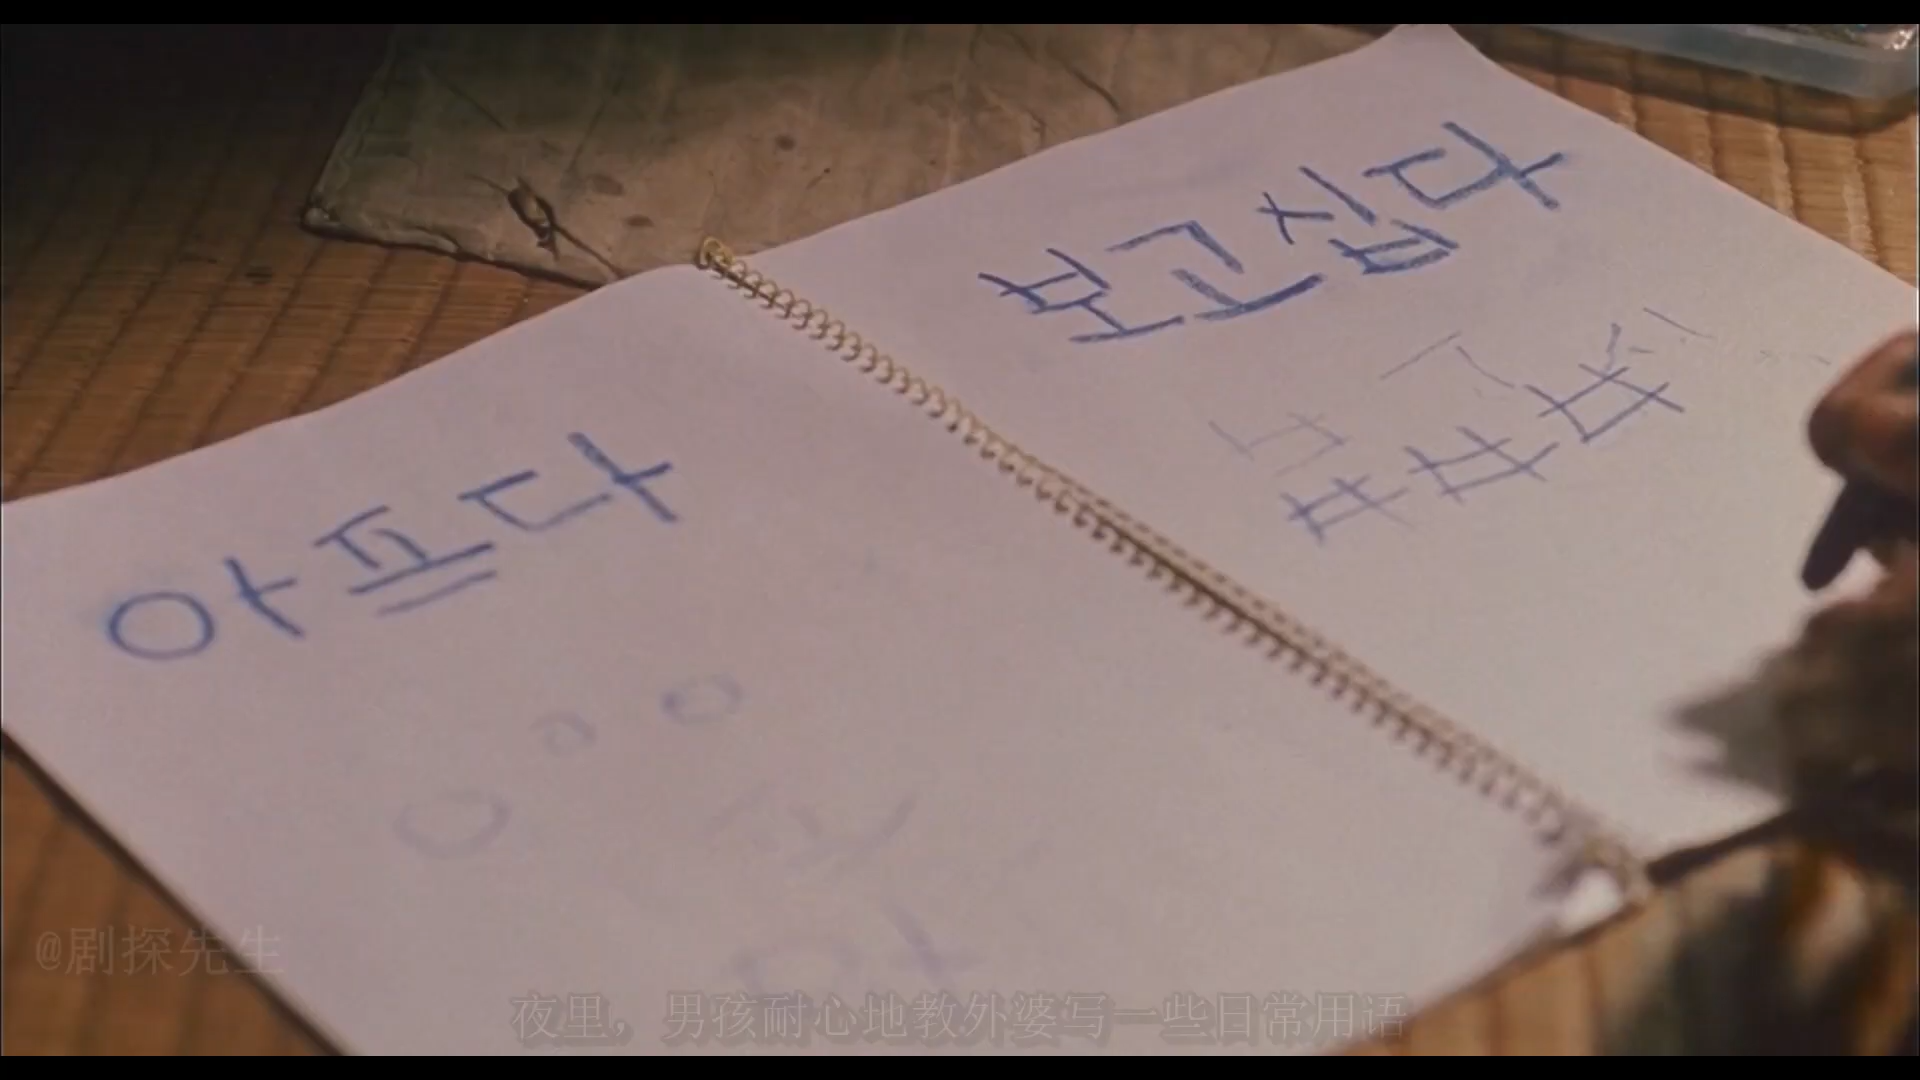 아프다
보고싶다
@剧探先生
夜里，男孩耐心地教外婆写一些日常用语